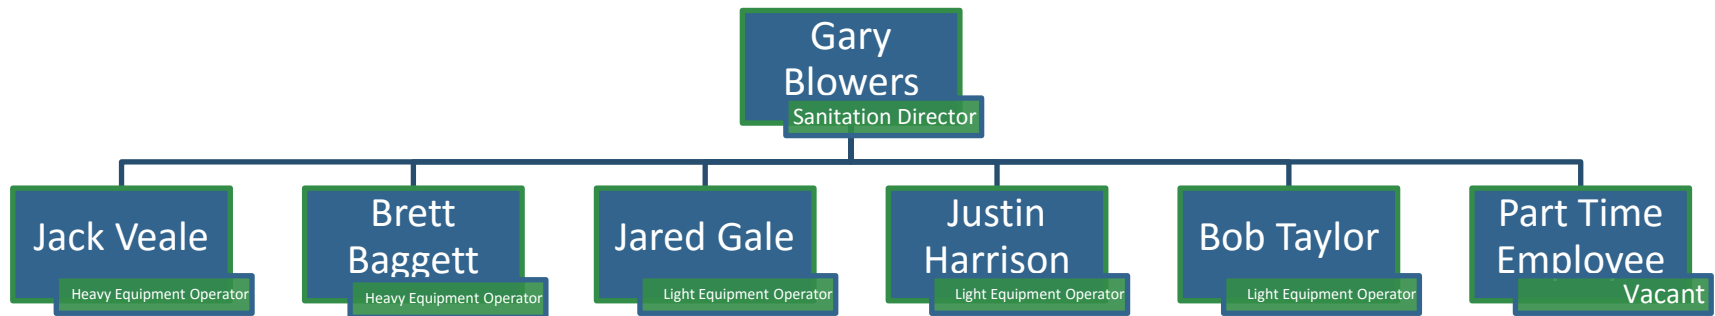 Gary
Blowers
Sanitation Director
Jack Veale
Heavy Equipment Operator
Brett
Baggett
Heavy Equipment Operator
Jared Gale
Light Equipment Operator
Justin
Harrison
Light Equipment Operator
Bob Taylor
Light Equipment Operator
Part Time
Employee
Vacant